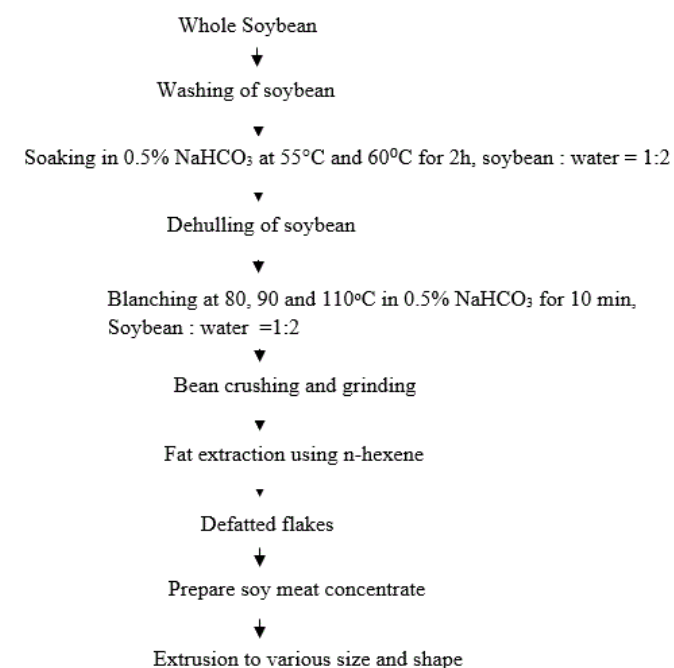 Whole Soybean
Washing of soybean
Soaking in 0.5% NaHCO₃ at 55°C and 60⁰C for 2h, soybean : water = 1:2
Dehulling of soybean
Blanching at 80, 90 and 110ºC in 0.5% NaHCO₃ for 10 min,
Soybean : water =1:2
Bean crushing and grinding
Fat extraction using n-hexene
Defatted flakes
Prepare soy meat concentrate
Extrusion to various size and shape